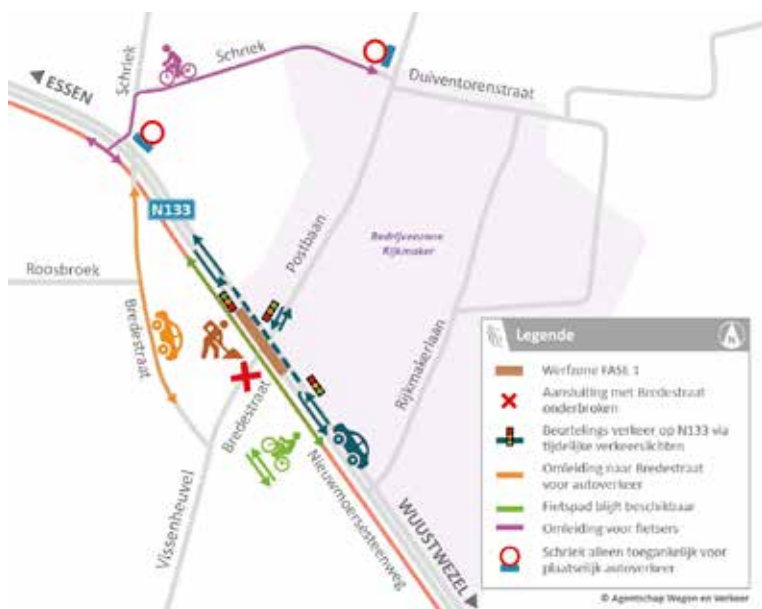 ESSEN
Schriek
Schriek
Duiventorenstraat
N133
Postbaan
Bedrijvenzone
Rijkmaker
Roosbroek
Bredestraat
Bredestraat
Rijkmakerlaan
Vissenheuvel
Nieuwmoersesteenweg
WUUSTWEZEL
Legende
N
Werfzone FASE 1
Aansluiting met Bredestraat
onderbroken
Beurtelings verkeer op N133 via
tijdelijke verkeerslichten
Omleiding naar Bredestraat
voor autoverkeer
Fietspad blijft beschikbaar
Omleiding voor fietsers
Schriek alleen toegankelijk voor
plaatselijk autoverkeer
© Agentschap Wegen en Verkeer